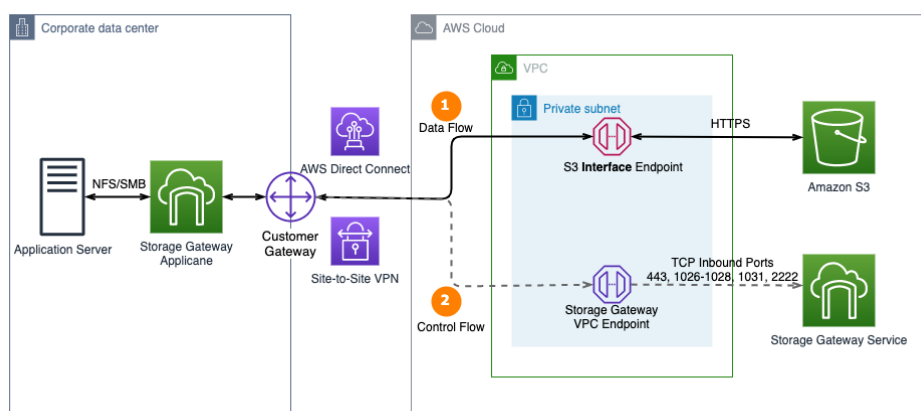 Corporate data center
AWS Cloud
VPC
1
Private subnet
Data Flow
HTTPS
S3 Interface Endpoint
AWS Direct Connect
NFS/SMB
Amazon S3
Application Server
Storage Gateway
Applicane
Customer
Gateway
Site-to-Site VPN
TCP Inbound Ports
443, 1026-1028, 1031, 2222
2
Control Flow
Storage Gateway
VPC Endpoint
Storage Gateway Service